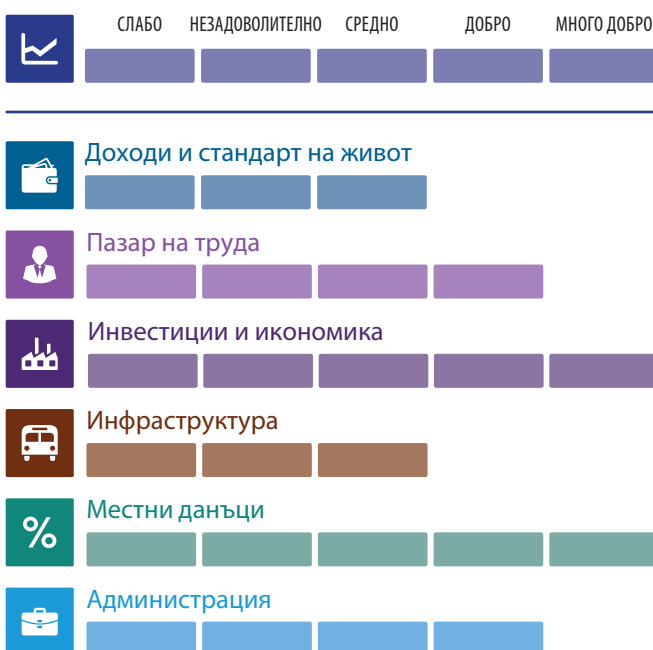 СЛАБО НЕЗАДОВОЛИТЕЛНО СРЕДНО ДОБРО МНОГО ДОБРО
Доходи и стандарт на живот
Пазар на труда
Инвестиции и икономика
Инфраструктура
Местни данъци
%
Администрация